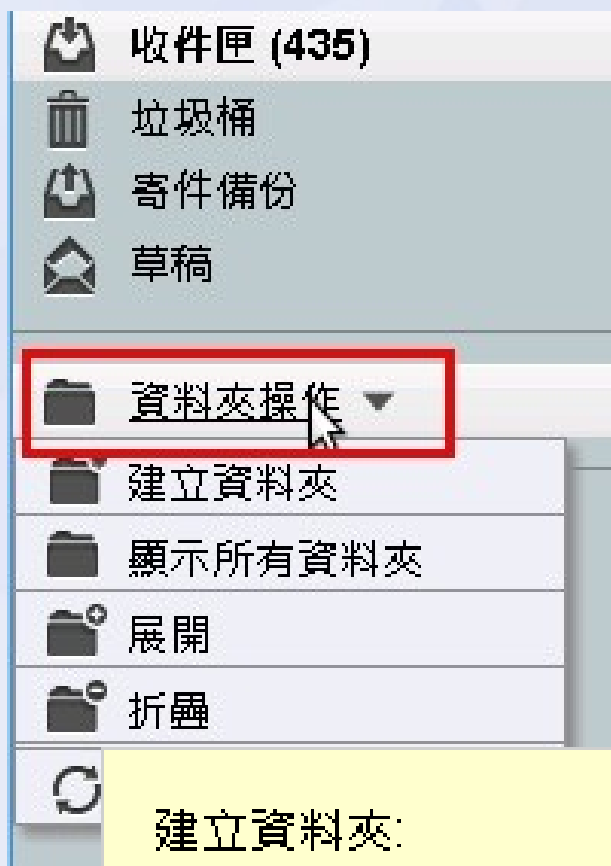 收件匣 (435)
垃圾桶
寄件備份
草稿
資料夾操作
建立資料夾
顯示所有資料夾
展開
折疊
建立資料夾: